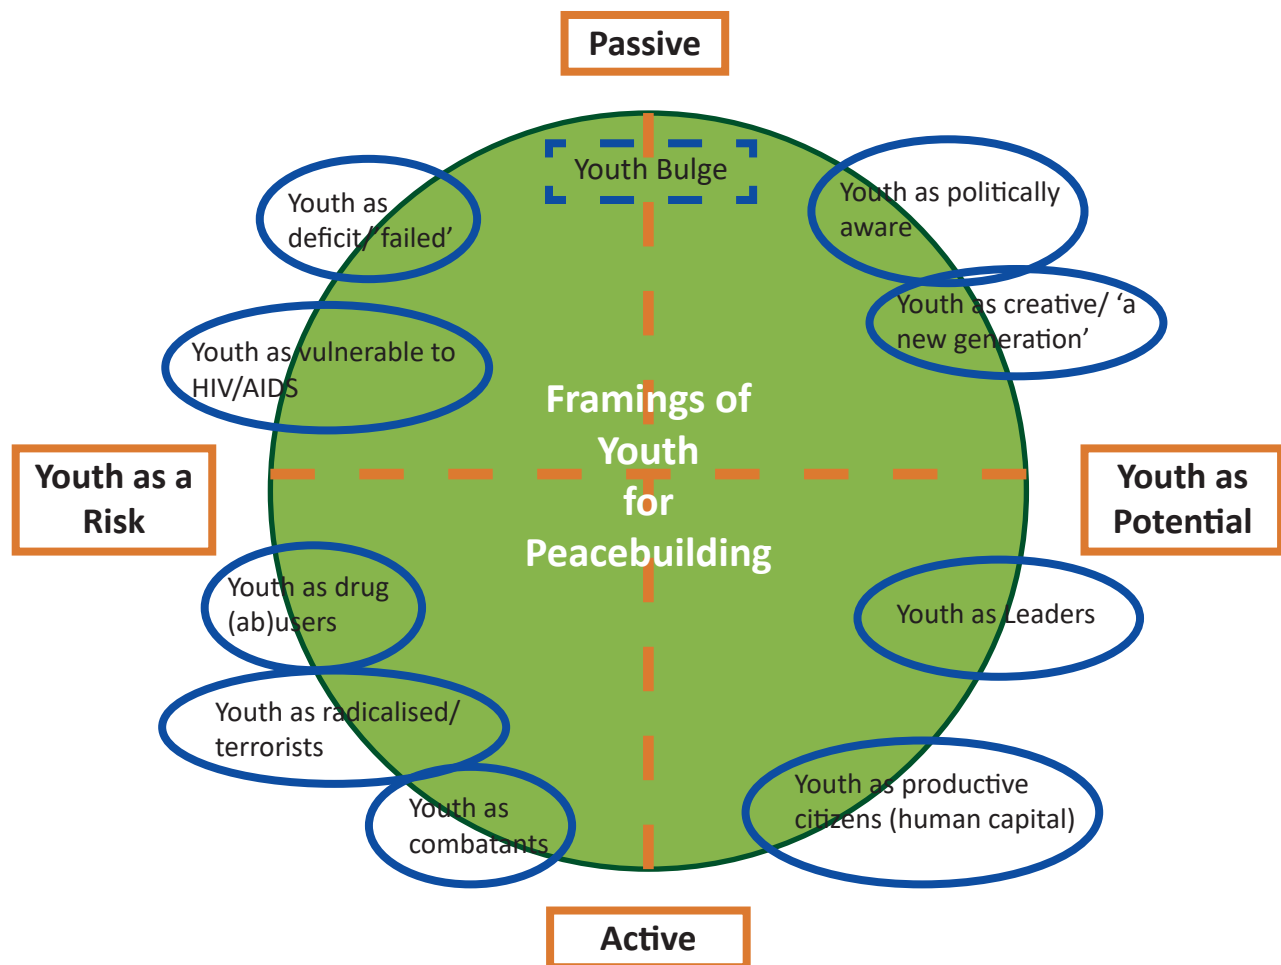 Passive
Youth Bulge
Youth as
deficit/‘failed’
Youth as politically
aware
Youth as creative/ ‘a
new generation’
Youth as vulnerable to
HIV/AIDS
Framings of
Youth
for
Peacebuilding
Youth as a
Risk
Youth as
Potential
Youth as drug
(ab)users
Youth as Leaders
Youth as radicalised/
terrorists
Youth as
combatants
Youth as productive
citizens (human capital)
Active